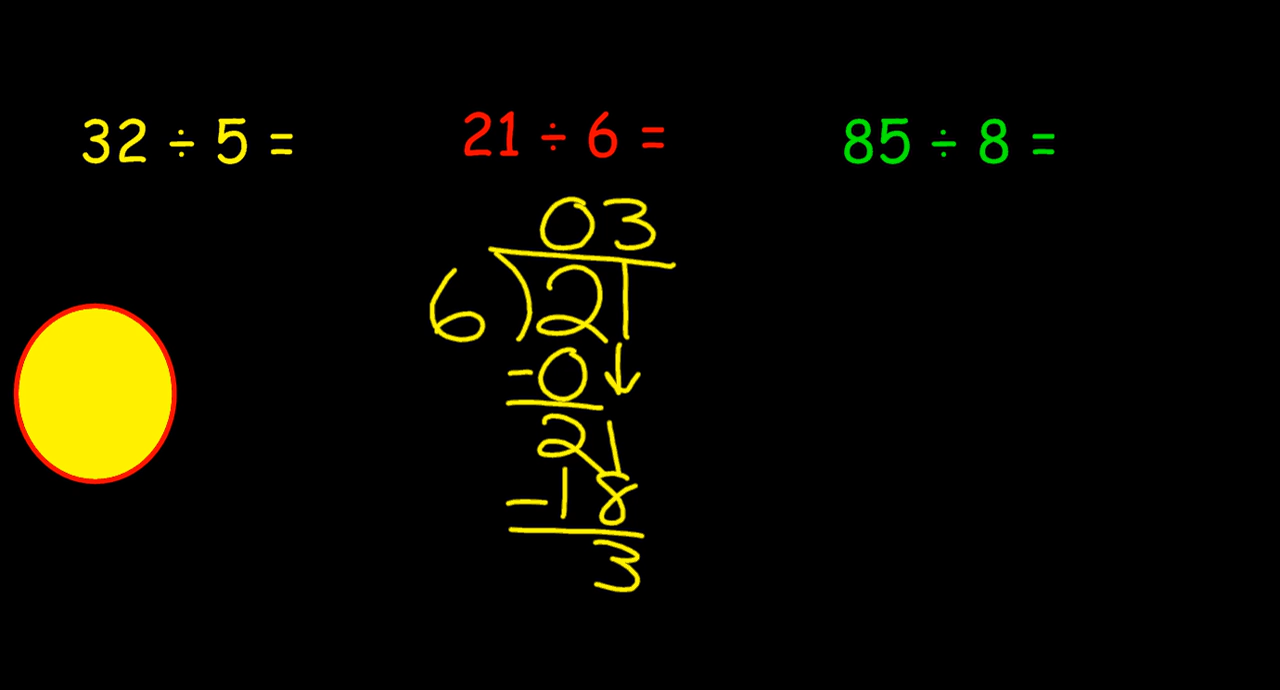 32 ÷ 5 =
21 ÷ 6 =
85 ÷ 8 =
03
6)21
-0
21
-18
3